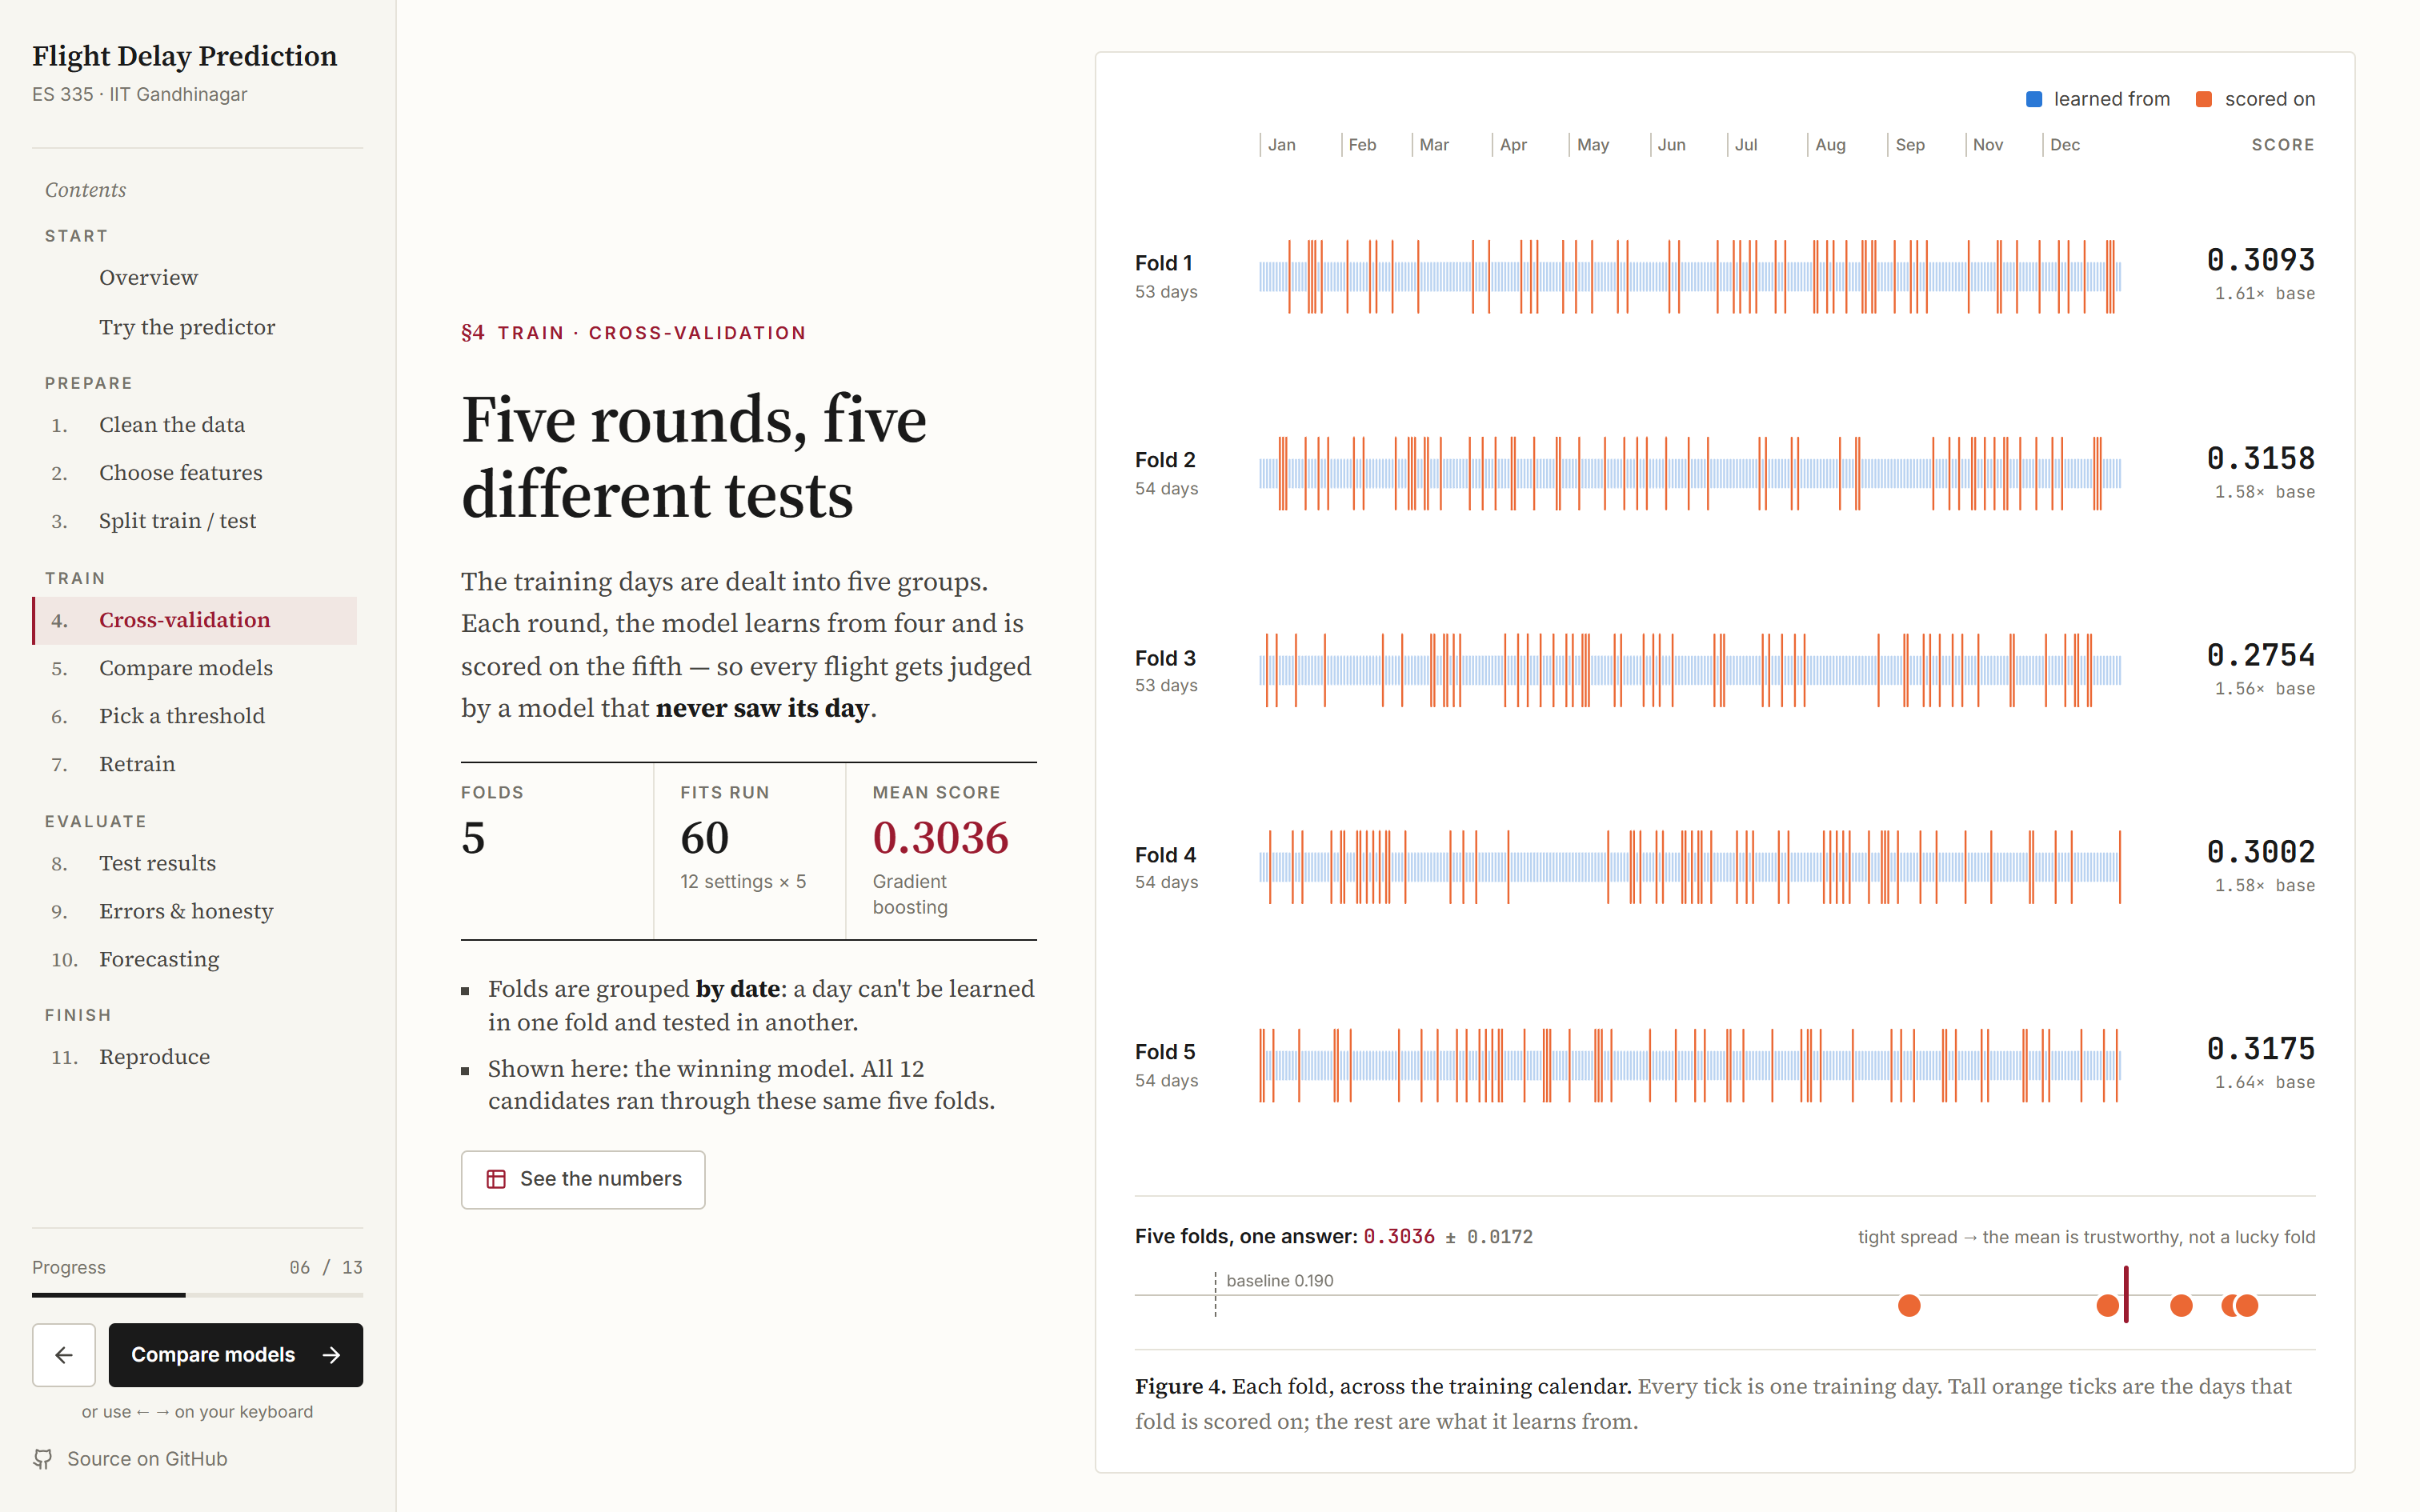 Flight Delay Prediction
ES 335 · IIT Gandhinagar
Contents
START
Overview
Try the predictor
PREPARE
1. Clean the data
2. Choose features
3. Split train / test
TRAIN
4. Cross-validation
5. Compare models
6. Pick a threshold
7. Retrain
EVALUATE
8. Test results
9. Errors & honesty
10. Forecasting
FINISH
11. Reproduce
Progress 06 / 13
← Compare models →
or use ← → on your keyboard
Source on GitHub
§4 TRAIN · CROSS-VALIDATION
Five rounds, five
different tests
The training days are dealt into five groups.
Each round, the model learns from four and is
scored on the fifth — so every flight gets judged
by a model that never saw its day.
FOLDS
5
FITS RUN
60
12 settings × 5
MEAN SCORE
0.3036
Gradient
boosting
Folds are grouped by date: a day can't be learned
in one fold and tested in another.
Shown here: the winning model. All 12
candidates ran through these same five folds.
See the numbers
learned from scored on
Jan Feb Mar Apr May Jun Jul Aug Sep Nov Dec SCORE
Fold 1
53 days
0.3093
1.61× base
Fold 2
54 days
0.3158
1.58× base
Fold 3
53 days
0.2754
1.56× base
Fold 4
54 days
0.3002
1.58× base
Fold 5
54 days
0.3175
1.64× base
Five folds, one answer: 0.3036 ± 0.0172
tight spread → the mean is trustworthy, not a lucky fold
baseline 0.190
Figure 4. Each fold, across the training calendar. Every tick is one training day. Tall orange ticks are the days that
fold is scored on; the rest are what it learns from.